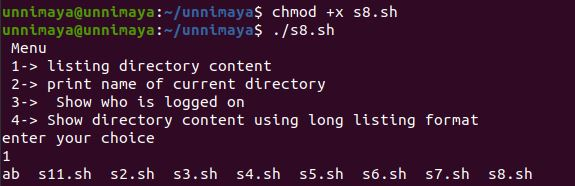 unnimaya@unnimaya:~/unnimaya$ chmod +x s8.sh
unnimaya@unnimaya:~/unnimaya$ ./s8.sh
Menu
1-> listing directory content
2-> print name of current directory
3->  Show who is logged on
4-> Show directory content using long listing format
enter your choice
1
ab  s11.sh  s2.sh  s3.sh  s4.sh  s5.sh  s6.sh  s7.sh  s8.sh